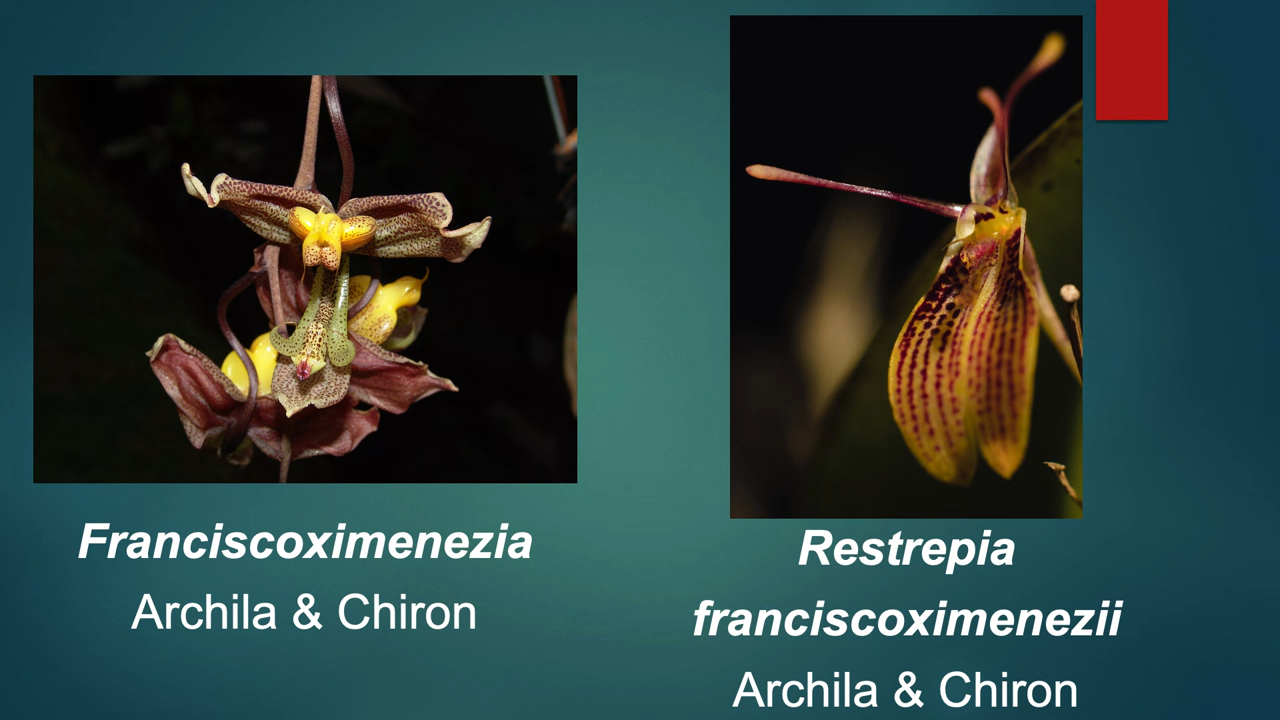 Franciscoximenezia
Archila & Chiron
Restrepia
franciscoximenezii
Archila & Chiron